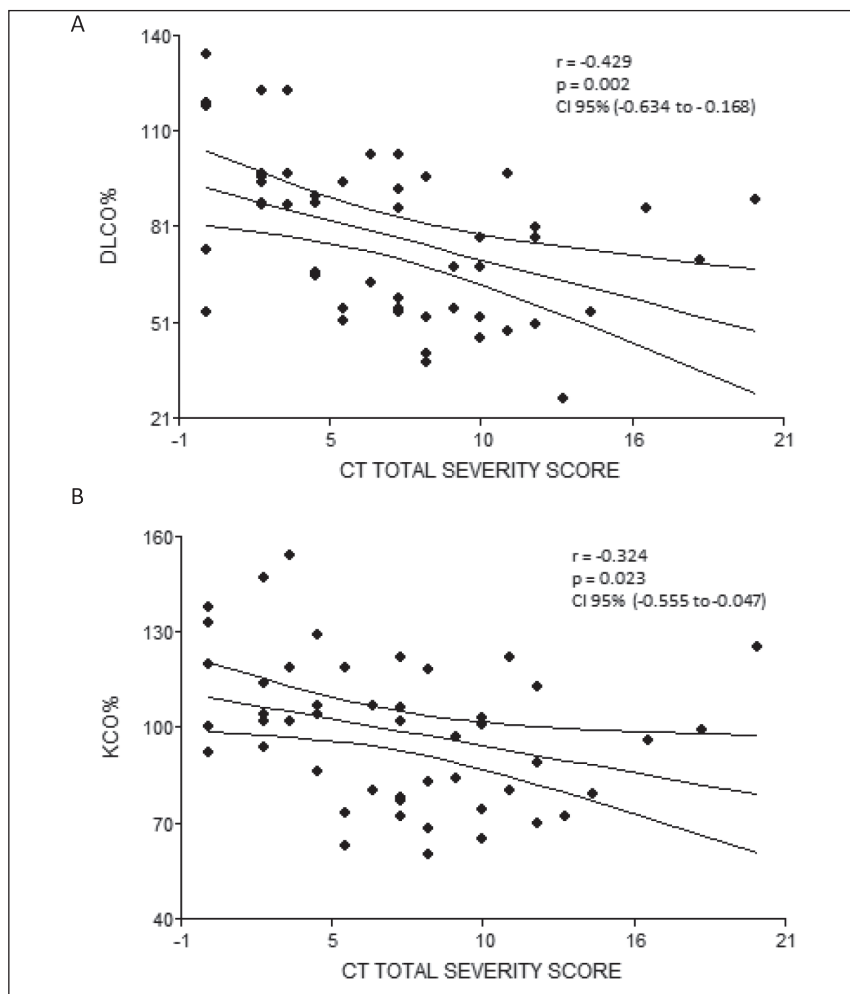 A
140
110
81
51
21
DLCO%
r = -0.429
p = 0.002
CI 95% (-0.634 to - 0.168)
-1
5
10
16
21
CT TOTAL SEVERITY SCORE
B
160
130
100
70
40
KCO%
r = -0.324
p = 0.023
CI 95% (-0.555 to -0.047)
-1
5
10
16
21
CT TOTAL SEVERITY SCORE